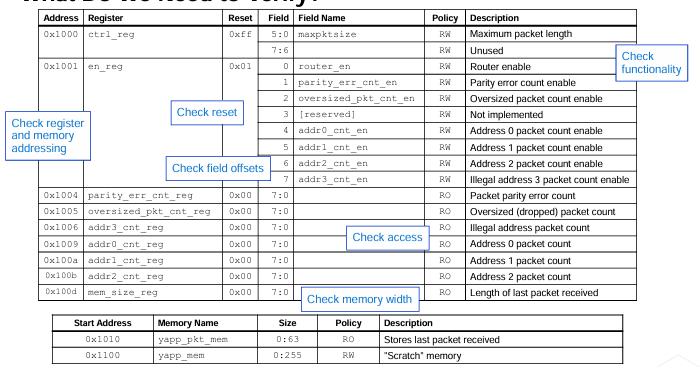 Address Register Reset Field Field Name Policy Description
0x1000 ctrl_reg 0xff 5:0 maxpktsize RW Maximum packet length
7:6 RW Unused
0x1001 en_reg 0x01 0 router_en RW Router enable
1 parity_err_cnt_en RW Parity error count enable
2 oversized_pkt_cnt_en RW Oversized packet count enable
3 [reserved] RW Not implemented
4 addr0_cnt_en RW Address 0 packet count enable
5 addr1_cnt_en RW Address 1 packet count enable
6 addr2_cnt_en RW Address 2 packet count enable
7 addr3_cnt_en RW Illegal address 3 packet count enable
0x1004 parity_err_cnt_reg 0x00 7:0 RO Packet parity error count
0x1005 oversized_pkt_cnt_reg 0x00 7:0 RO Oversized (dropped) packet count
0x1006 addr3_cnt_reg 0x00 7:0 RO Illegal address packet count
0x1009 addr0_cnt_reg 0x00 7:0 RO Address 0 packet count
0x100a addr1_cnt_reg 0x00 7:0 RO Address 1 packet count
0x100b addr2_cnt_reg 0x00 7:0 RO Address 2 packet count
0x100d mem_size_reg 0x00 7:0 RO Length of last packet received
Check
functionality
Check reset
Check register
and memory
addressing
Check field offsets
Check access
Check memory width
Start Address Memory Name Size Policy Description
0x1010 yapp_pkt_mem 0:63 RO Stores last packet received
0x1100 yapp_mem 0:255 RW "Scratch" memory